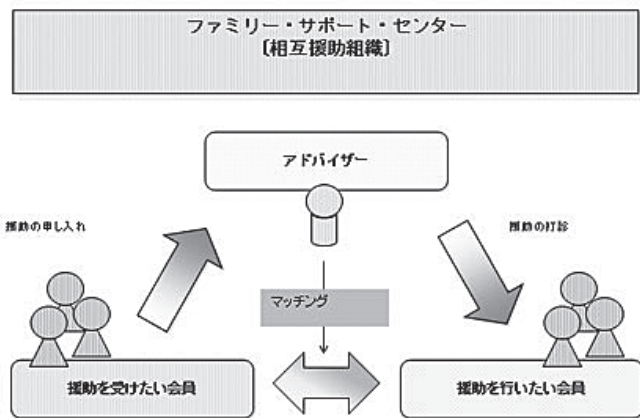 ファミリー・サポート・センター
〔相互援助組織〕
アドバイザー
援助の申し入れ
援助の打診
マッチング
援助を受けたい会員
援助を行いたい会員